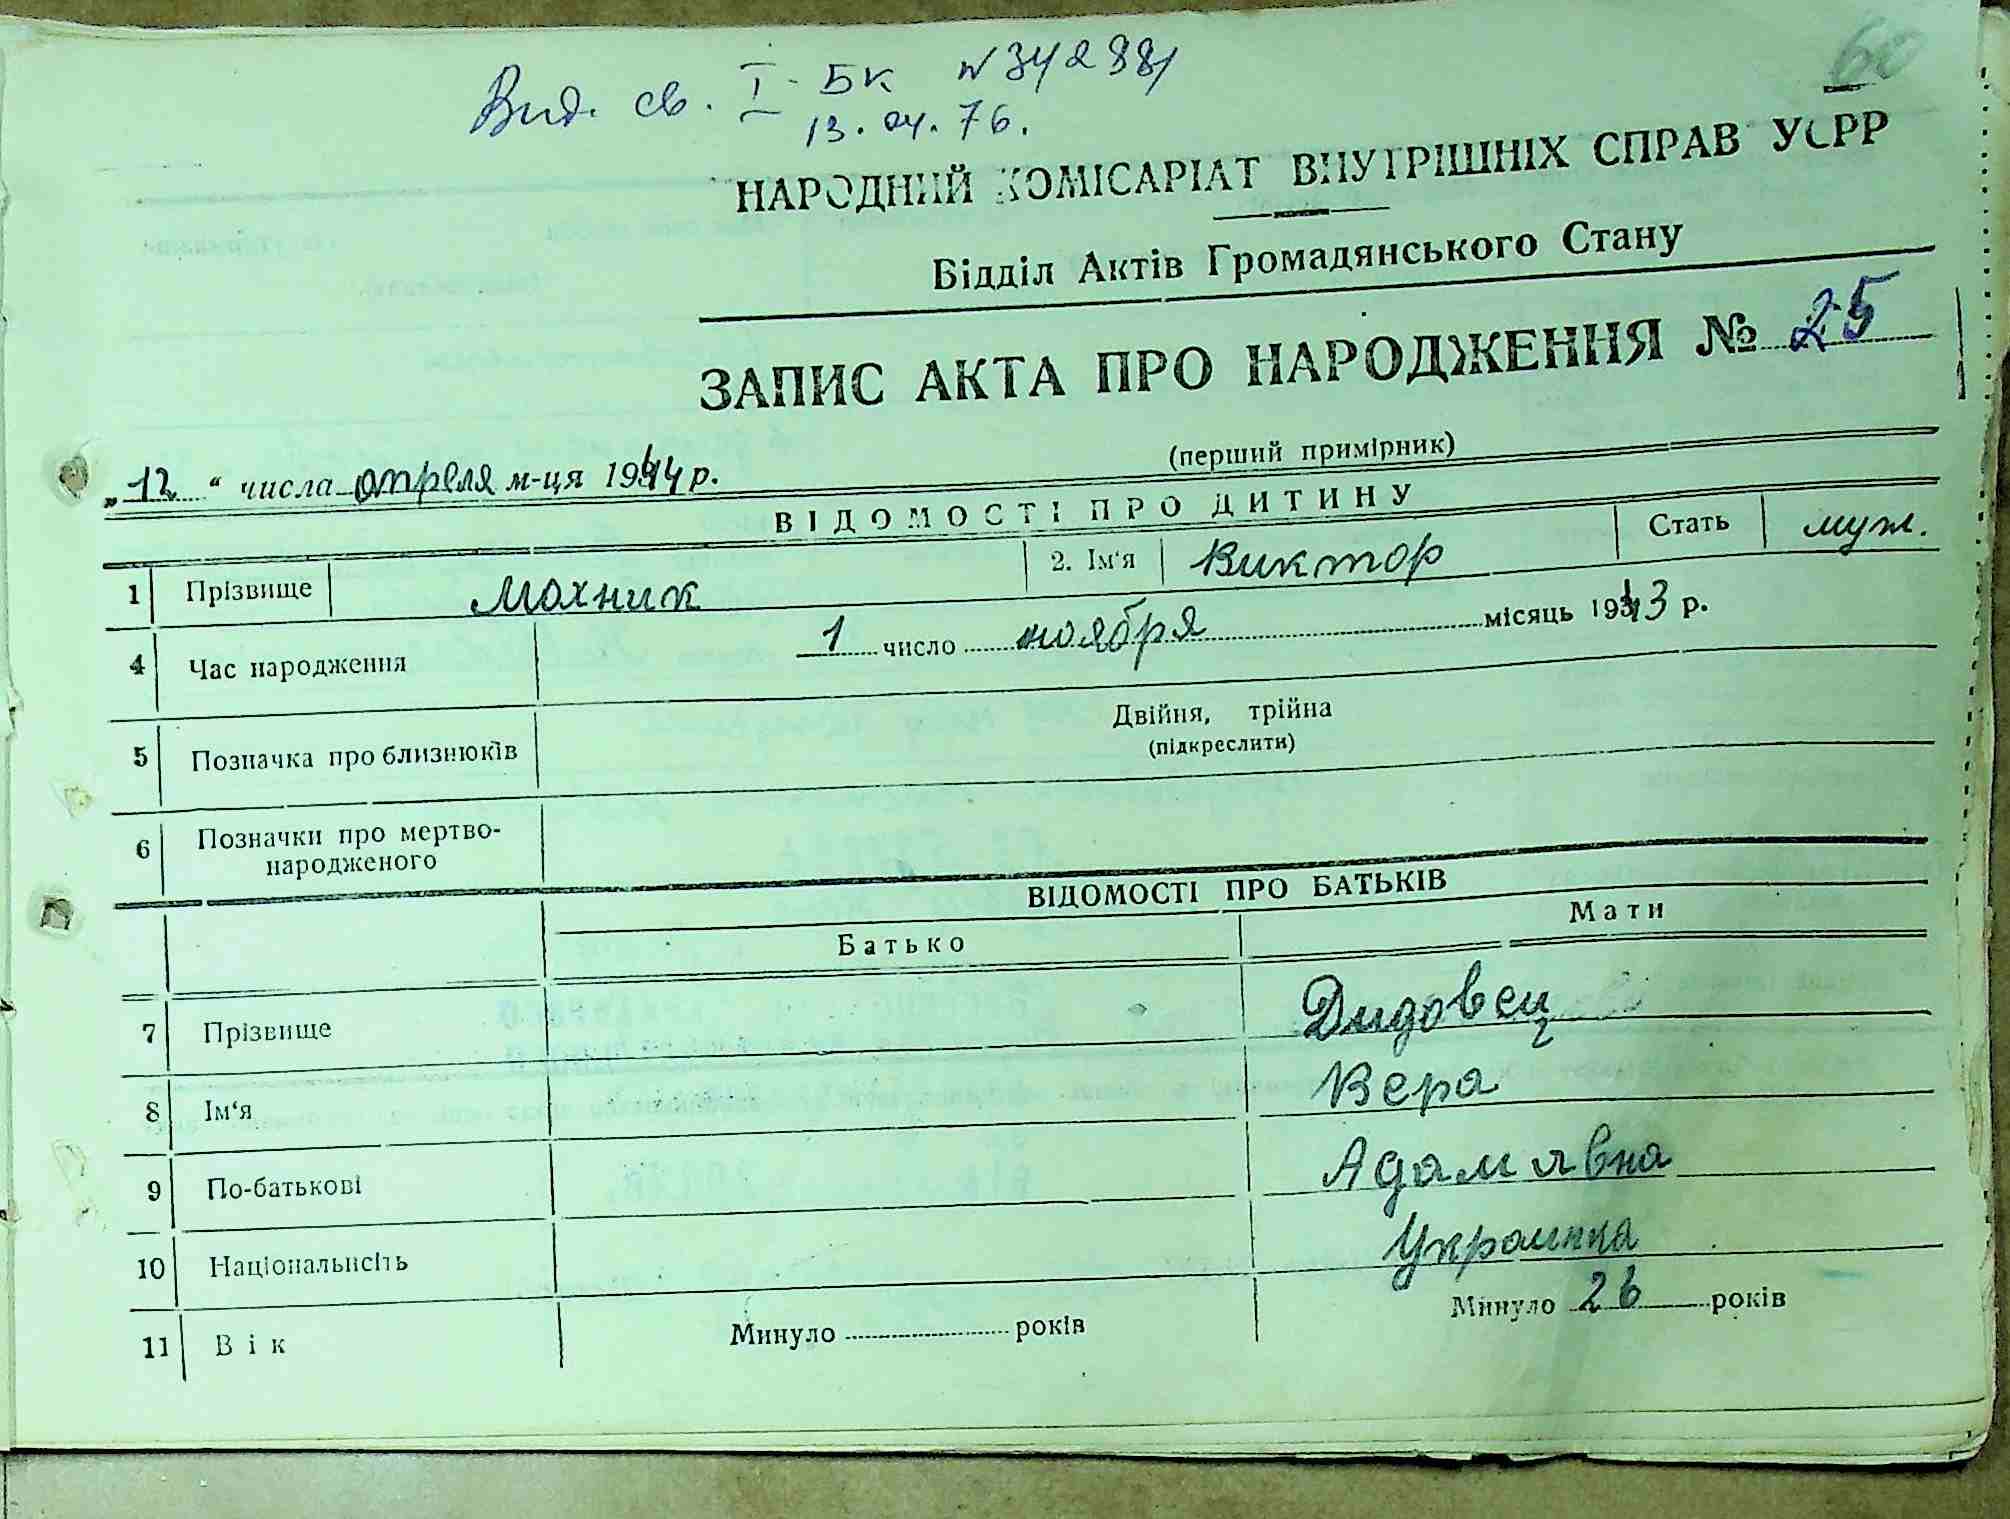 60
Вид. св. I-БК №342881
13.04.76.
НАРОДНИЙ КОМІСАРІАТ ВНУТРІШНІХ СПРАВ УСРР
Відділ Актів Громадянського Стану
ЗАПИС АКТА ПРО НАРОДЖЕННЯ № 25
(перший примірник)
„12“ числа апреля м-ця 1944 р.
ВІДОМОСТІ ПРО ДИТИНУ
1 Прізвище Мохник 2. Ім'я Виктор Стать муж.
4 Час народження 1 число ноября місяць 1943 р.
5 Позначка про близнюків Двійня, трійна
(підкреслити)
6 Позначки про мертво-
народженого
ВІДОМОСТІ ПРО БАТЬКІВ
Батько Мати
7 Прізвище Дидовец
8 Ім'я Вера
9 По-батькові Адамявна
10 Національність Украинка
11 Вік Минуло років Минуло 26 років